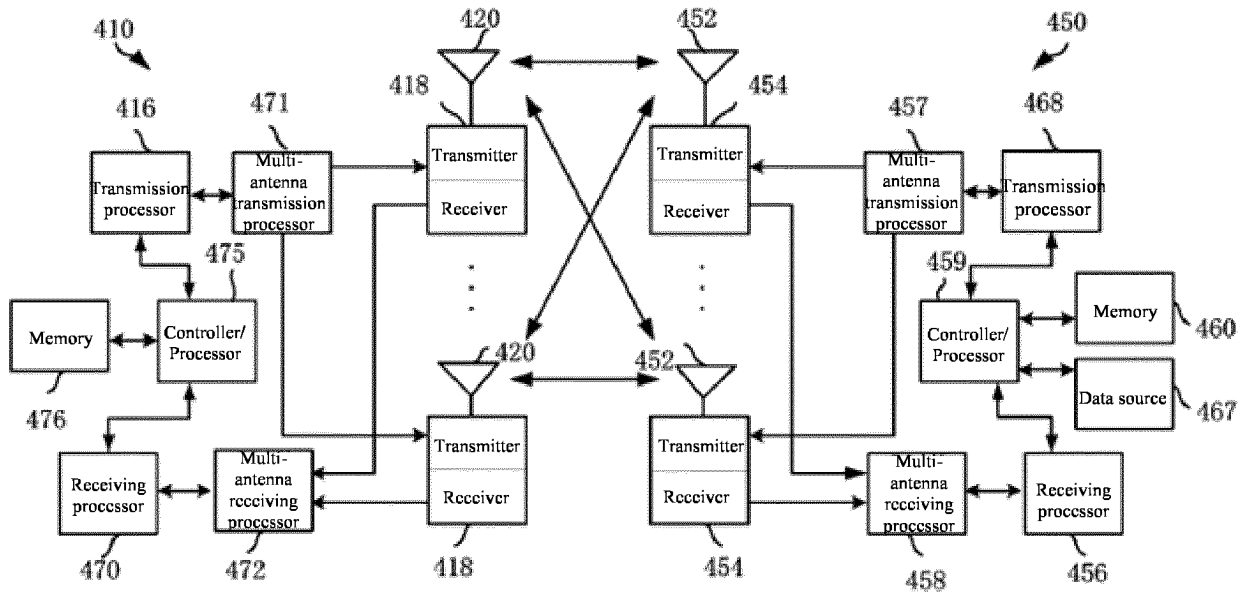 420
452
410
450
418
454
416
471
457
468
Transmission
processor
Multi-
antenna
transmission
processor
Transmitter
Receiver
Transmitter
Receiver
Multi-
antenna
transmission
processor
Transmission
processor
475
459
Memory
Controller/
Processor
Controller/
Processor
Memory
460
476
420
452
Data source
467
Receiving
processor
Multi-
antenna
receiving
processor
Transmitter
Receiver
Transmitter
Receiver
Multi-
antenna
receiving
processor
Receiving
processor
470
472
418
454
458
456